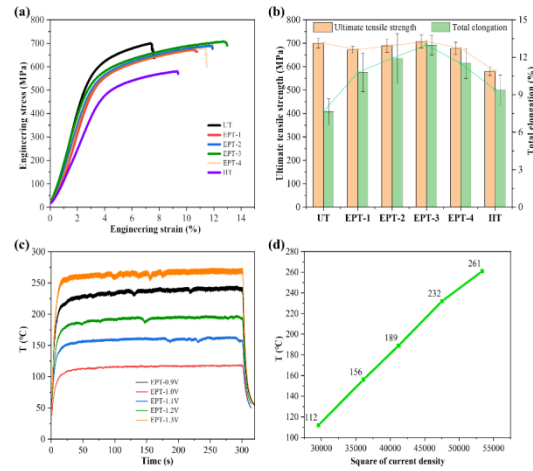 (a)
800
700
600
500
400
300
200
100
0
Engineering stress (MPa)
UT
EPT-1
EPT-2
EPT-3
EPT-4
HT
0 2 4 6 8 10 12 14
Engineering strain (%)
(b)
800
700
600
500
400
300
200
100
0
Ultimate tensile strength (MPa)
Ultimate tensile strength
Total elongation
15
12
9
6
3
0
Total elongation (%)
UT EPT-1 EPT-2 EPT-3 EPT-4 HT
(c)
300
250
200
150
100
50
0
T (℃)
EPT-0.9V
EPT-1.0V
EPT-1.1V
EPT-1.2V
EPT-1.3V
0 50 100 150 200 250 300
Time (s)
(d)
280
260
240
220
200
180
160
140
120
100
T (℃)
112
156
189
232
261
30000 35000 40000 45000 50000 55000
Square of current density